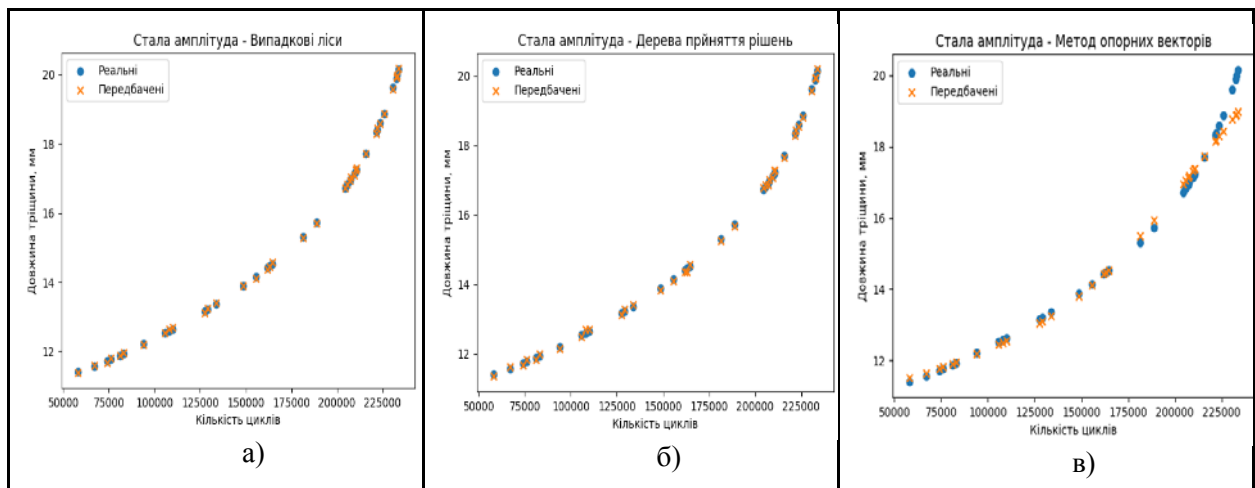 Стала амплітуда - Випадкові ліси
Реальні
Передбачені
Довжина тріщини, мм
20
18
16
14
12
50000 75000 100000 125000 150000 175000 200000 225000
Кількість циклів
а)
Стала амплітуда - Дерева прйняття рішень
Реальні
Передбачені
Довжина тріщини, мм
20
18
16
14
12
50000 75000 100000 125000 150000 175000 200000 225000
Кількість циклів
б)
Стала амплітуда - Метод опорних векторів
Реальні
Передбачені
Довжина тріщини, мм
20
18
16
14
12
50000 75000 100000 125000 150000 175000 200000 225000
Кількість циклів
в)